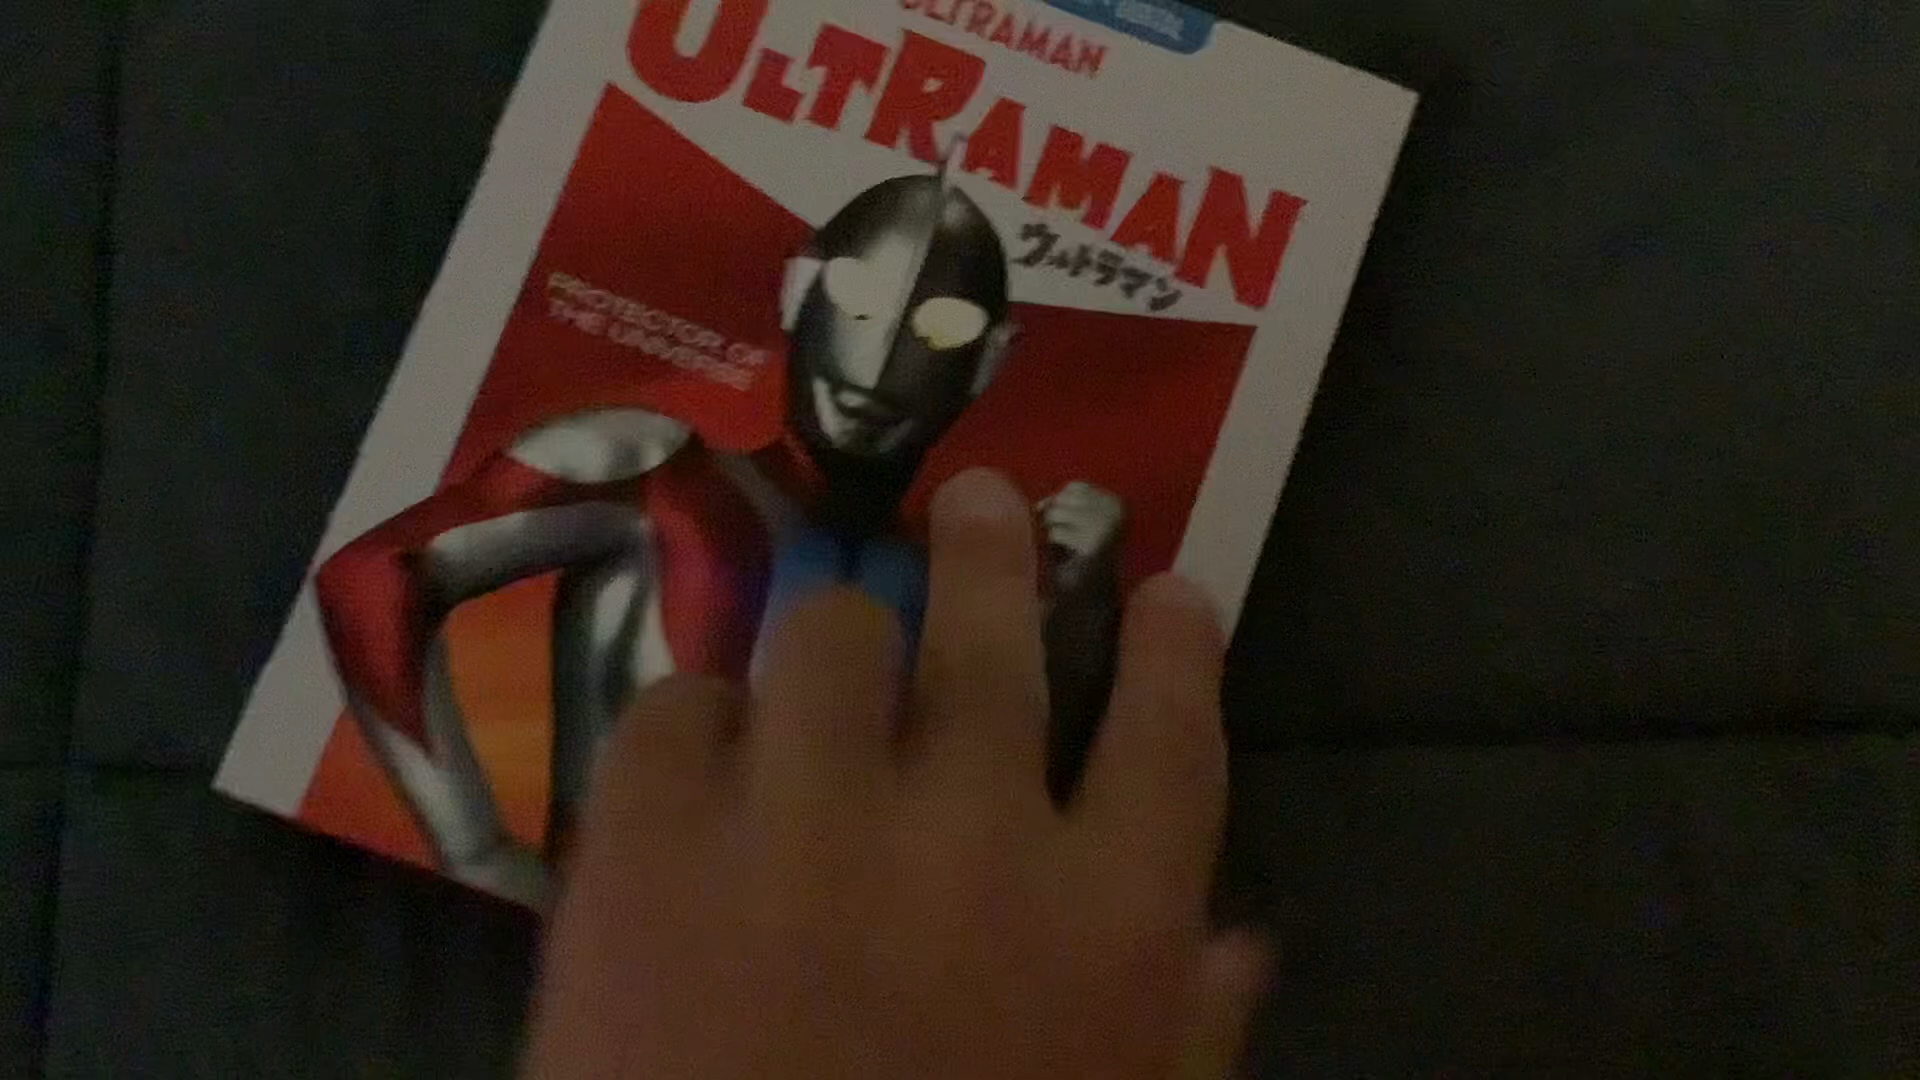 ULTRAMAN
ULTRAMAN
ウルトラマン
PROTECTOR OF
THE UNIVERSE